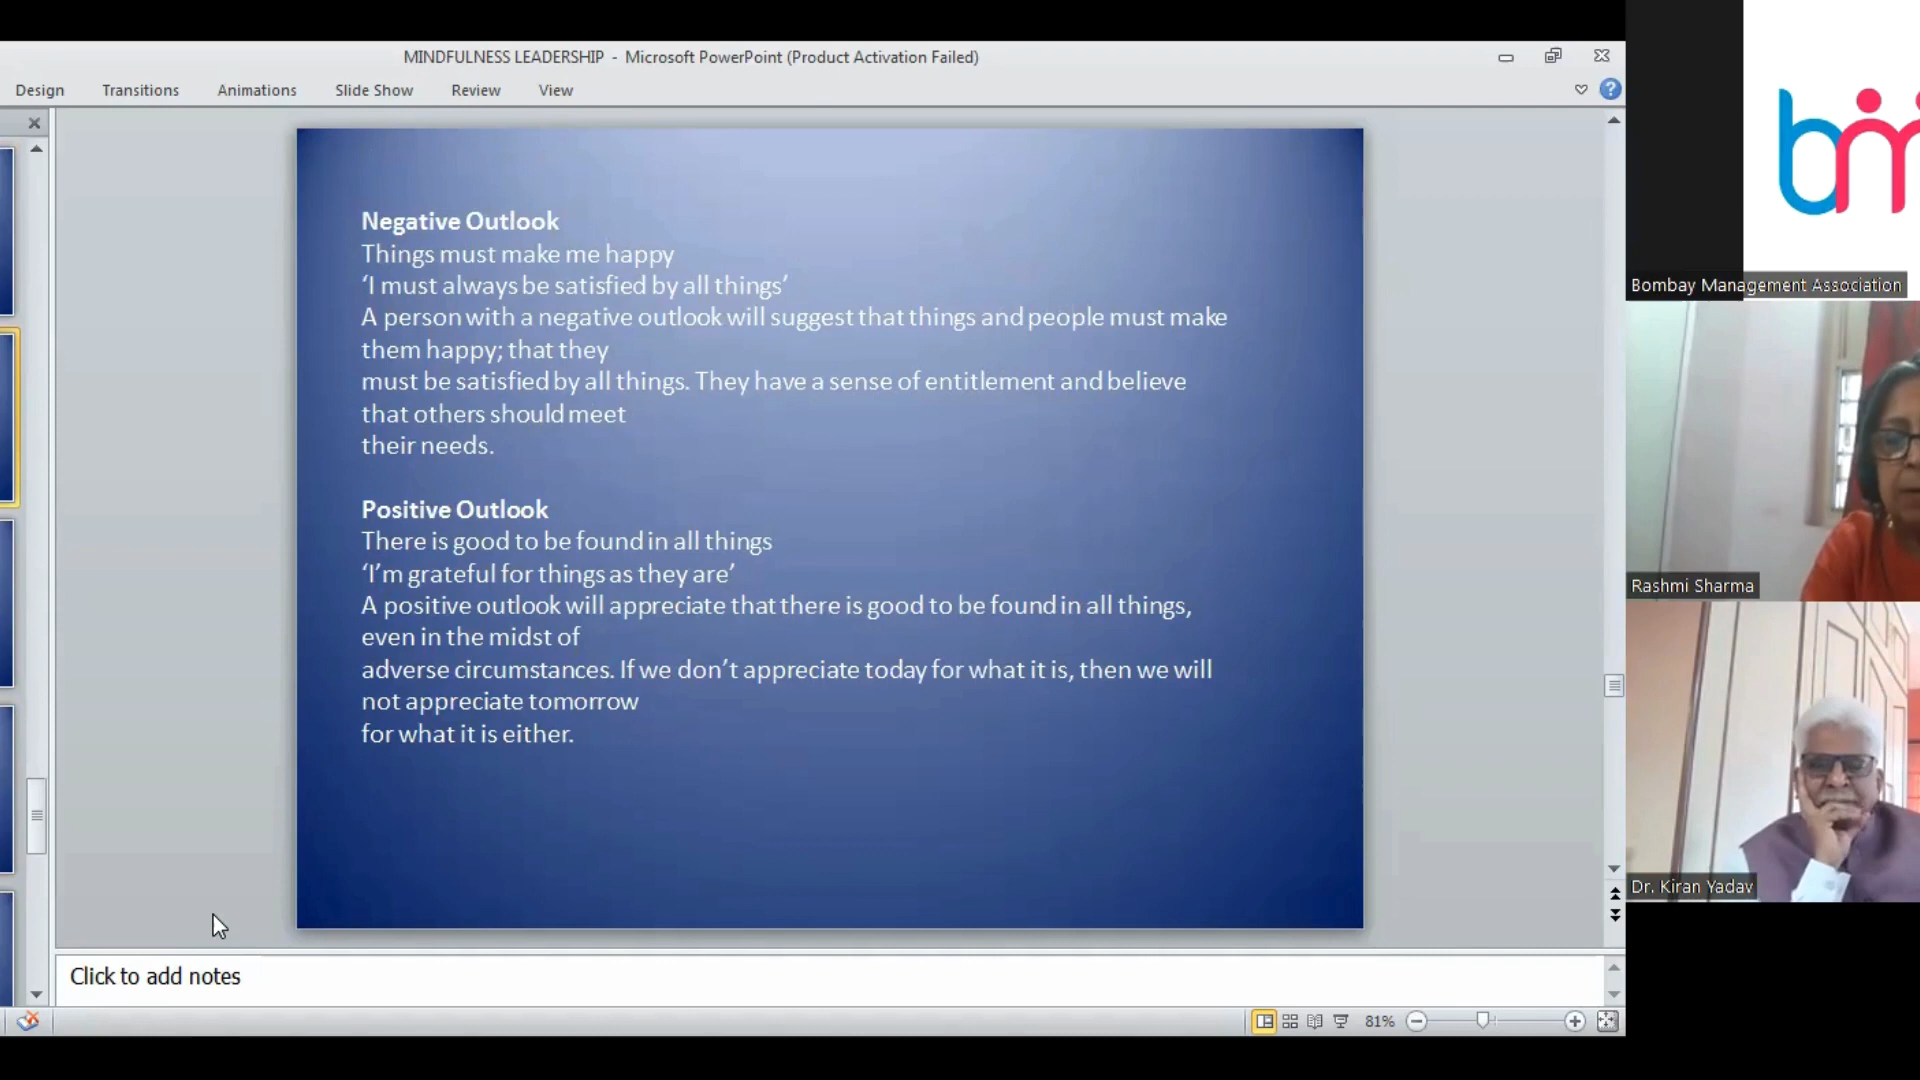 MINDFULNESS LEADERSHIP - Microsoft PowerPoint (Product Activation Failed)
Design Transitions Animations Slide Show Review View
Negative Outlook
Things must make me happy
‘I must always be satisfied by all things’
A person with a negative outlook will suggest that things and people must make
them happy; that they
must be satisfied by all things. They have a sense of entitlement and believe
that others should meet
their needs.
Positive Outlook
There is good to be found in all things
‘I’m grateful for things as they are’
A positive outlook will appreciate that there is good to be found in all things,
even in the midst of
adverse circumstances. If we don’t appreciate today for what it is, then we will
not appreciate tomorrow
for what it is either.
Click to add notes
81%
bm
Bombay Management Association
Rashmi Sharma
Dr. Kiran Yadav